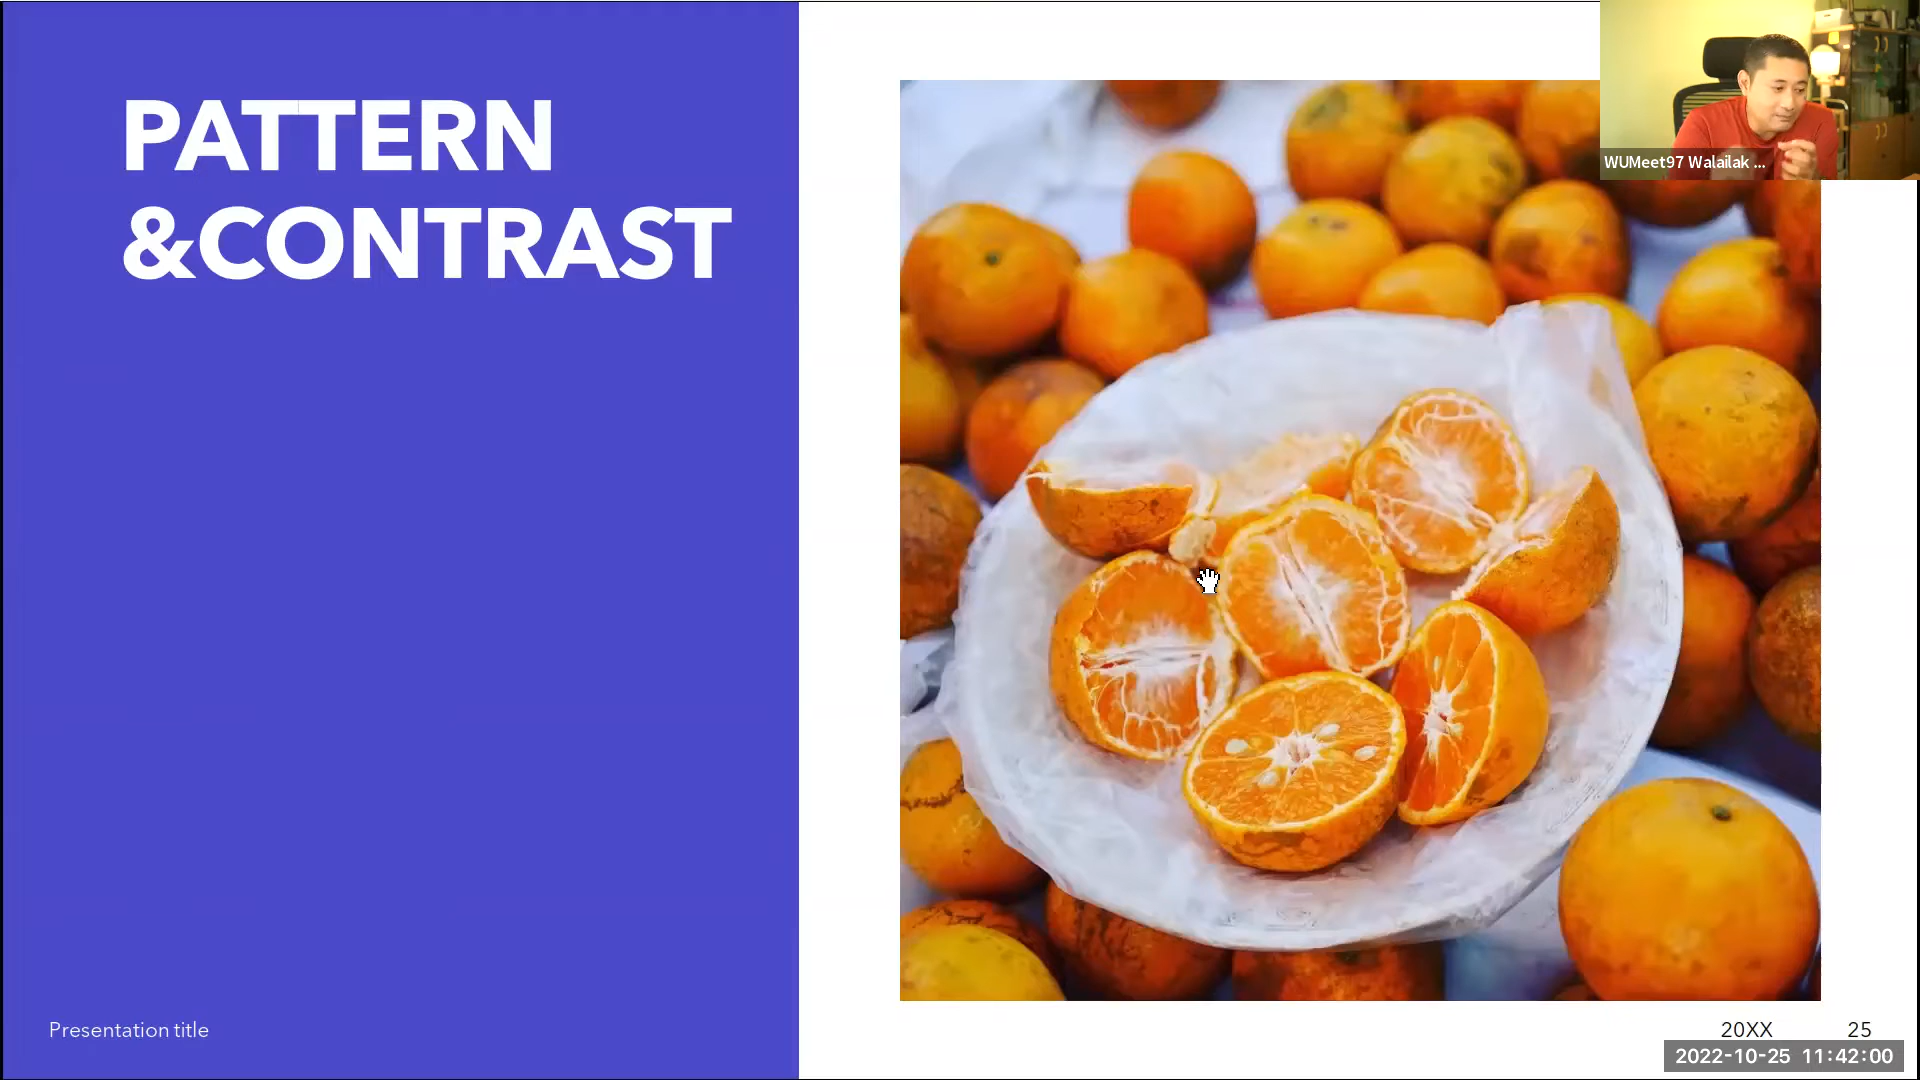 PATTERN
&CONTRAST
WUMeet97 Walailak ...
Presentation title
20XX
25
2022-10-25 11:42:00